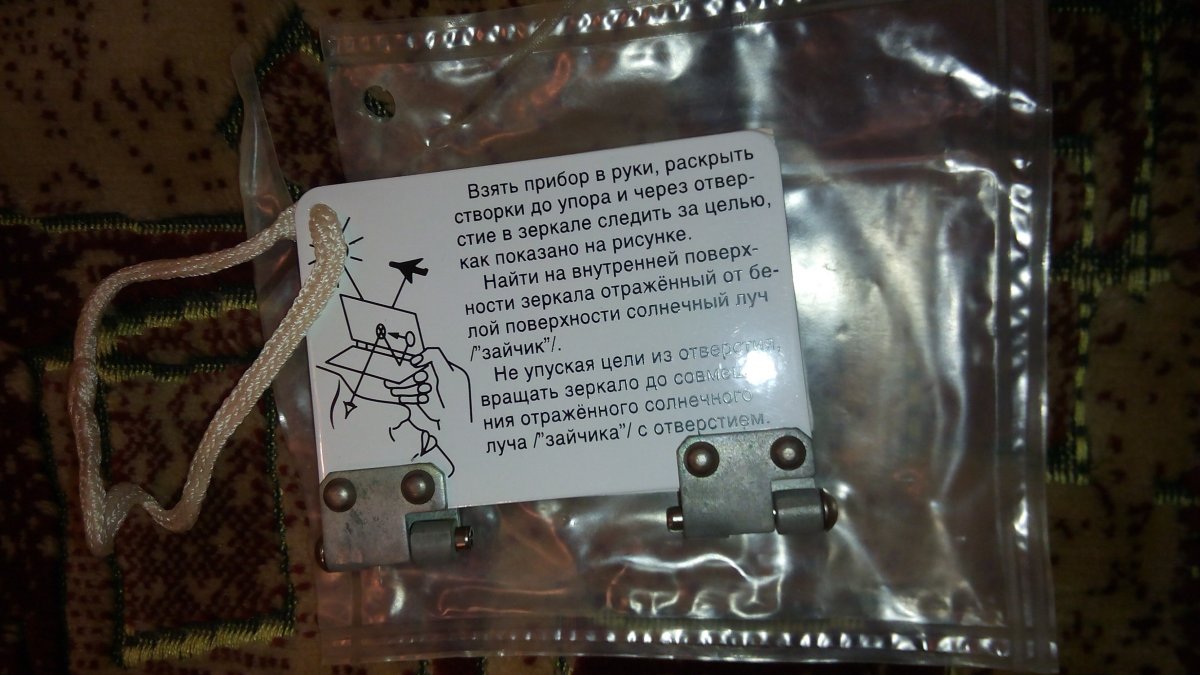 Взять прибор в руки, раскрыть
створки до упора и через отвер-
стие в зеркале следить за целью,
как показано на рисунке.
Найти на внутренней поверх-
ности зеркала отражённый от бе-
лой поверхности солнечный луч
/"зайчик"/.
Не упуская цели из отверстия,
вращать зеркало до совмеще-
ния отражённого солнечного
луча /"зайчика"/ с отверстием.